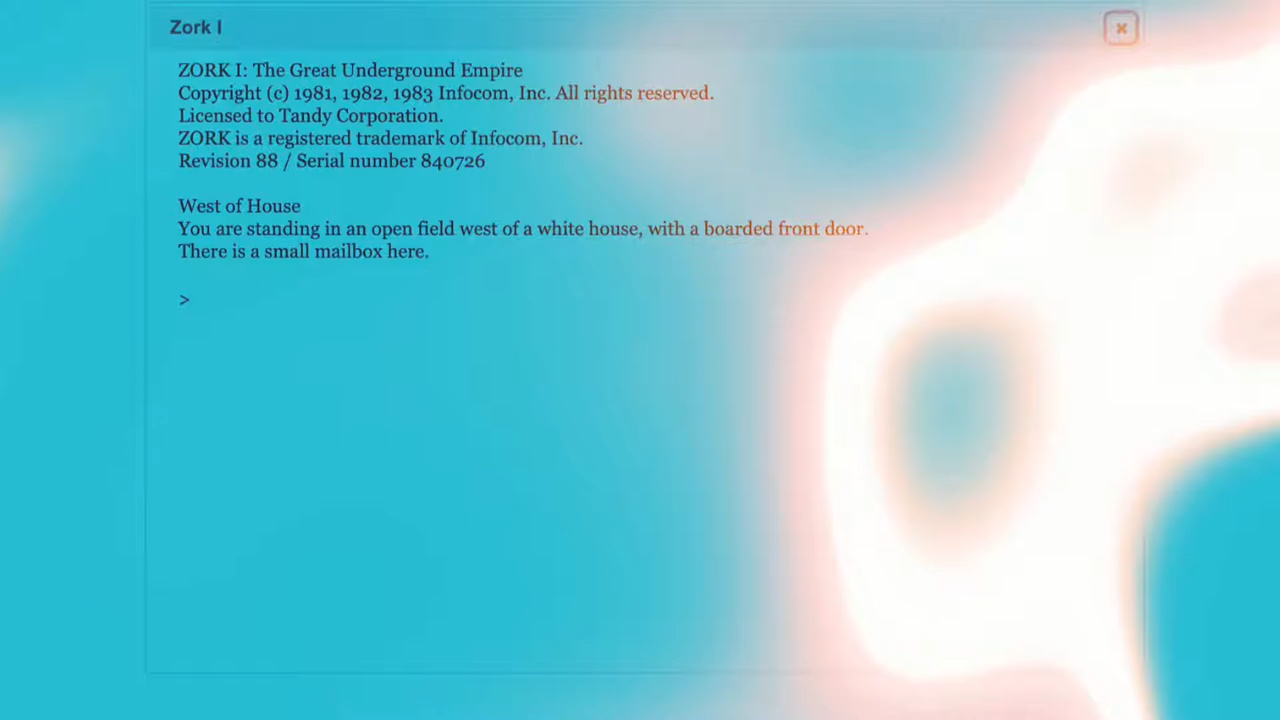 Zork I
ZORK I: The Great Underground Empire
Copyright (c) 1981, 1982, 1983 Infocom, Inc. All rights reserved.
Licensed to Tandy Corporation.
ZORK is a registered trademark of Infocom, Inc.
Revision 88 / Serial number 840726
West of House
You are standing in an open field west of a white house, with a boarded front door.
There is a small mailbox here.
>